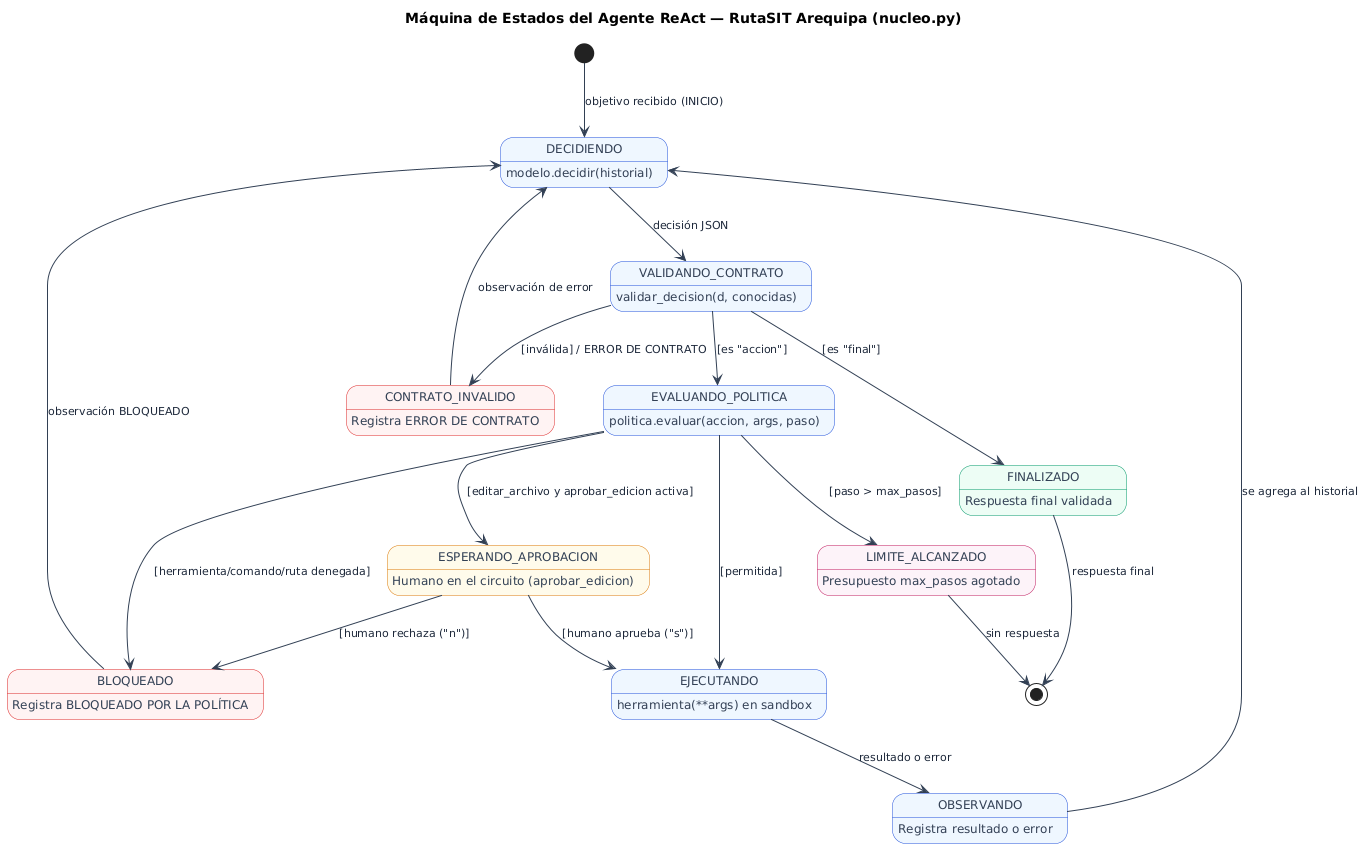 Máquina de Estados del Agente ReAct — RutaSIT Arequipa (nucleo.py)
objetivo recibido (INICIO)
DECIDIENDO
modelo.decidir(historial)
decisión JSON
VALIDANDO_CONTRATO
validar_decision(d, conocidas)
observación de error
[inválida] / ERROR DE CONTRATO
[es "accion"]
[es "final"]
CONTRATO_INVALIDO
Registra ERROR DE CONTRATO
EVALUANDO_POLITICA
politica.evaluar(accion, args, paso)
observación BLOQUEADO
FINALIZADO
Respuesta final validada
[editar_archivo y aprobar_edicion activa]
[paso > max_pasos]
se agrega al historial
ESPERANDO_APROBACION
Humano en el circuito (aprobar_edicion)
LIMITE_ALCANZADO
Presupuesto max_pasos agotado
[herramienta/comando/ruta denegada]
[permitida]
respuesta final
[humano rechaza ("n")]
[humano aprueba ("s")]
sin respuesta
BLOQUEADO
Registra BLOQUEADO POR LA POLÍTICA
EJECUTANDO
herramienta(**args) en sandbox
resultado o error
OBSERVANDO
Registra resultado o error